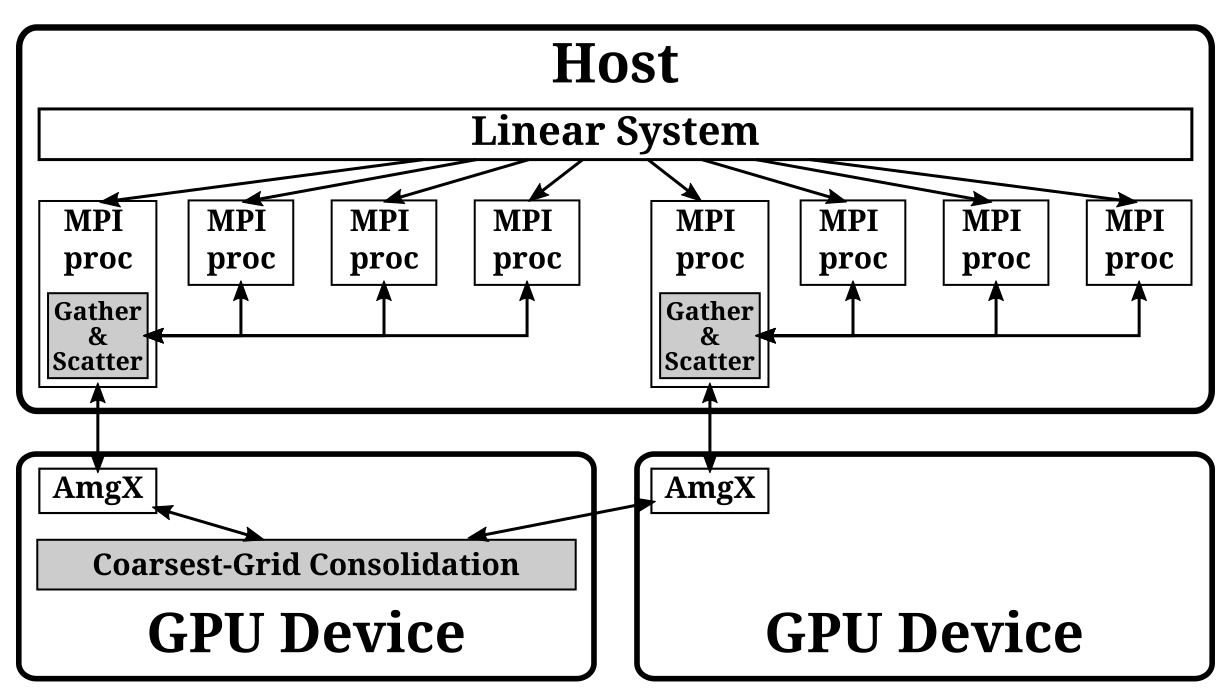 Host
Linear System
MPI
proc
MPI
proc
MPI
proc
MPI
proc
MPI
proc
MPI
proc
MPI
proc
MPI
proc
Gather
&
Scatter
Gather
&
Scatter
AmgX
AmgX
Coarsest-Grid Consolidation
GPU Device
GPU Device